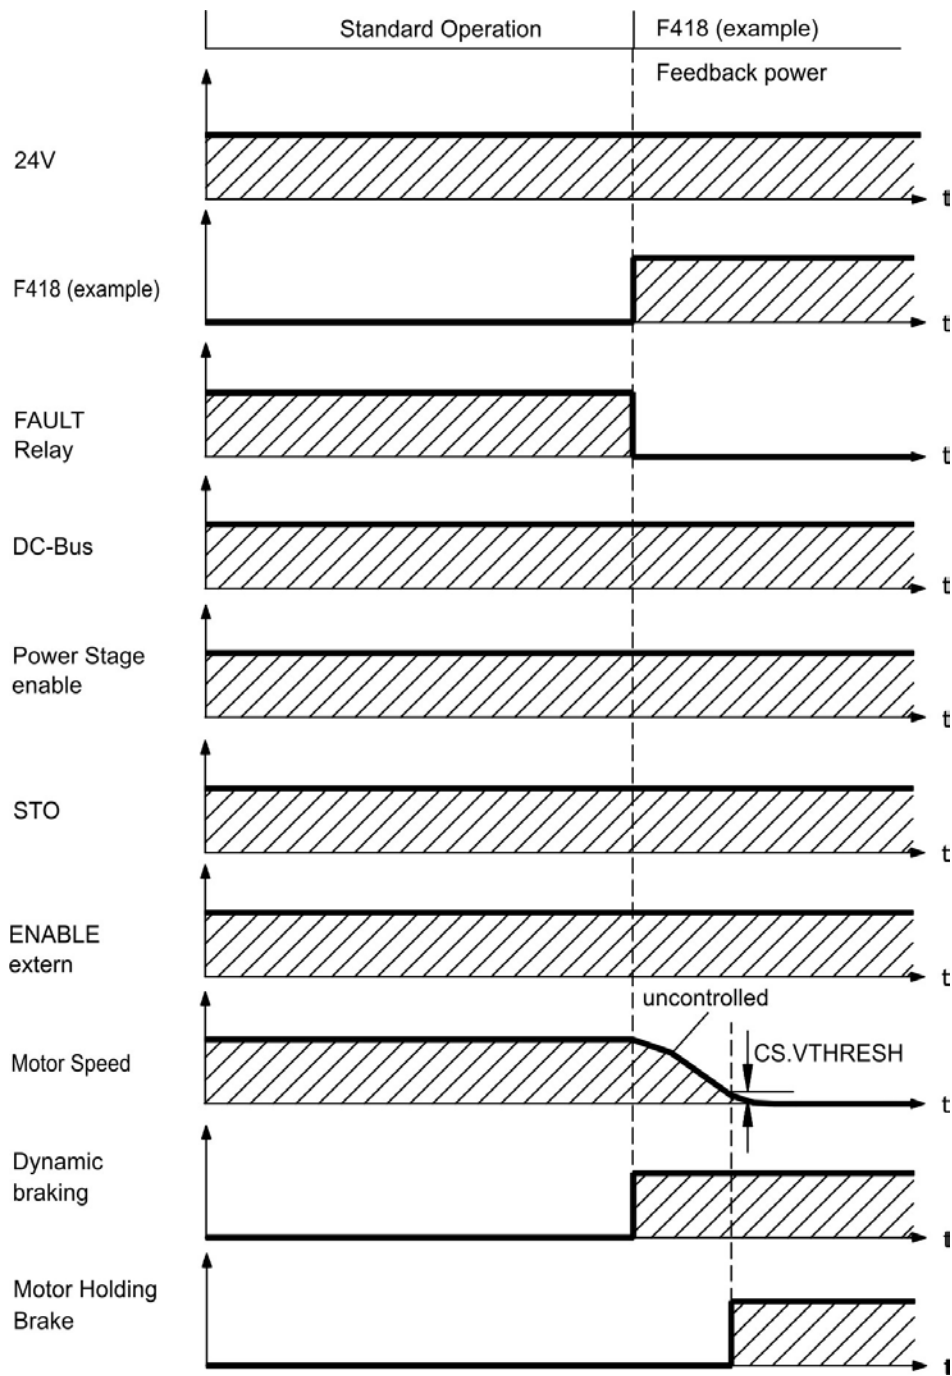 Standard Operation
F418 (example)
Feedback power
24V
t
F418 (example)
t
FAULT
Relay
t
DC-Bus
t
Power Stage
enable
t
STO
t
ENABLE
extern
t
uncontrolled
CS.VTHRESH
Motor Speed
t
Dynamic
braking
t
Motor Holding
Brake
t